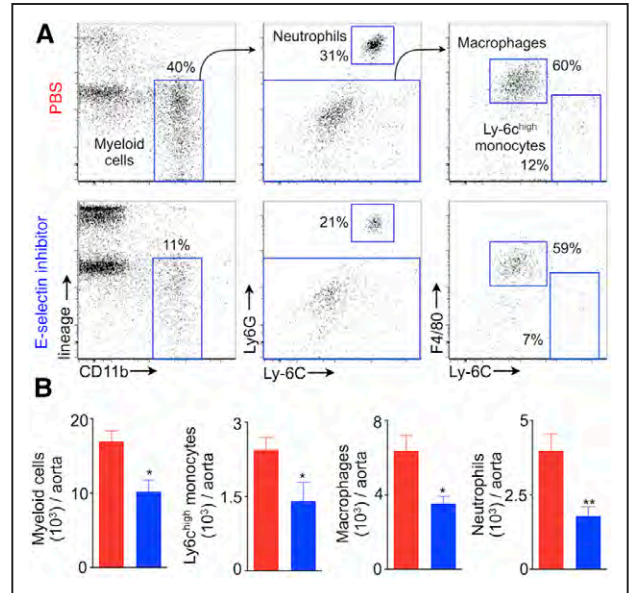 A
PBS
40%
Myeloid
cells
Neutrophils
31%
Macrophages
60%
Ly-6c^high
monocytes
12%
E-selectin inhibitor
lineage
11%
CD11b
Ly6G
21%
Ly-6C
F4/80
59%
7%
Ly-6C
B
Myeloid cells
(10³) / aorta
20
10
0
*
Ly6c^high monocytes
(10³) / aorta
3
1.5
0
*
Macrophages
(10³) / aorta
8
4
0
*
Neutrophils
(10³) / aorta
5
2.5
0
**